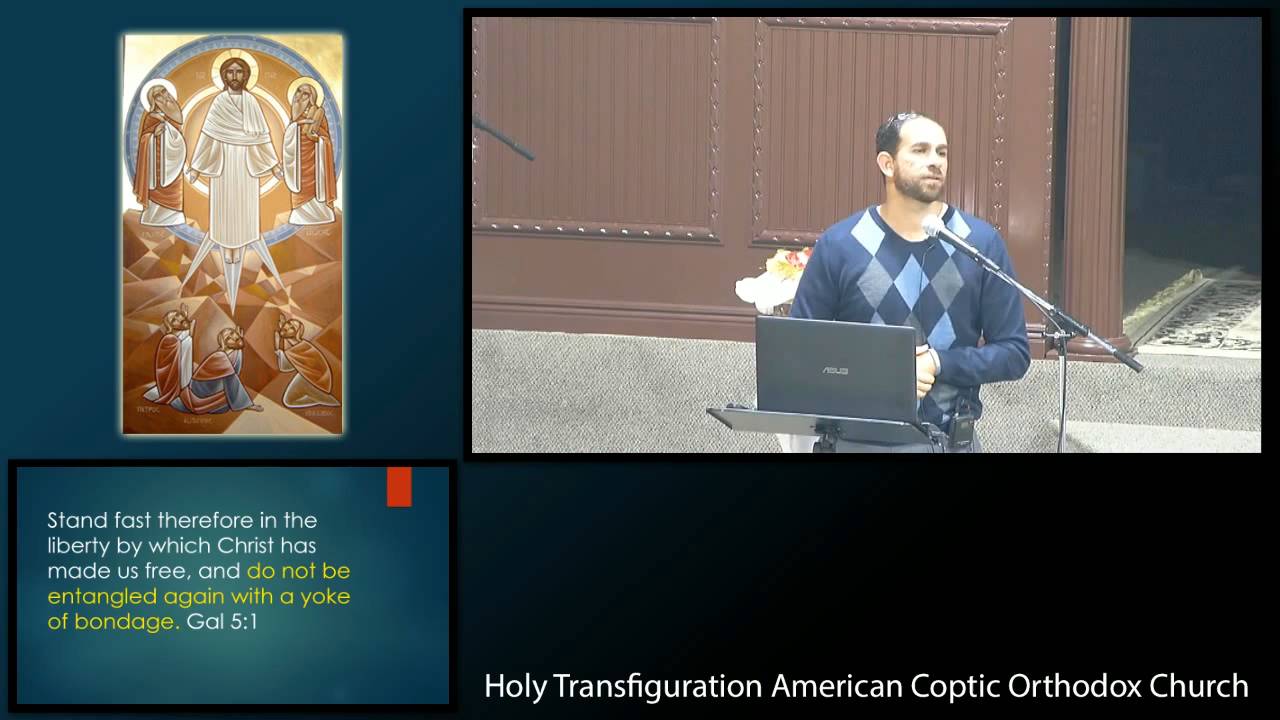 Stand fast therefore in the
liberty by which Christ has
made us free, and do not be
entangled again with a yoke
of bondage. Gal 5:1
ASUS
Holy Transfiguration American Coptic Orthodox Church